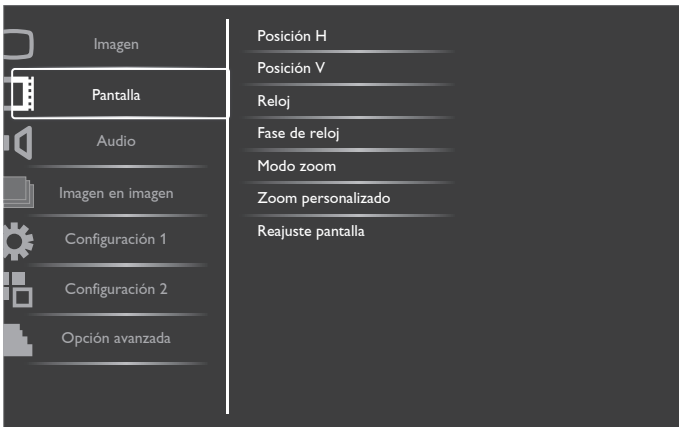 Imagen
Pantalla
Audio
Imagen en imagen
Configuración 1
Configuración 2
Opción avanzada
Posición H
Posición V
Reloj
Fase de reloj
Modo zoom
Zoom personalizado
Reajuste pantalla